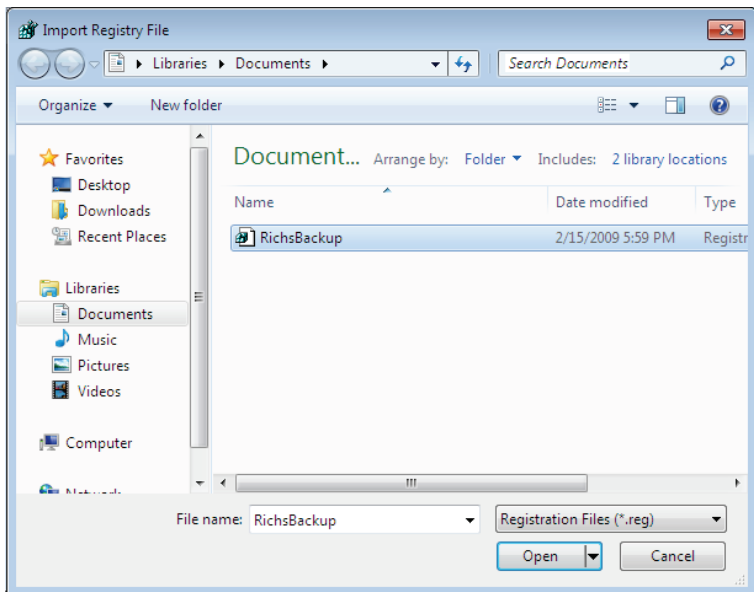 Import Registry File
Libraries Documents Search Documents
Organize New folder
Favorites
Desktop
Downloads
Recent Places
Libraries
Documents
Music
Pictures
Videos
Computer
Document... Arrange by: Folder Includes: 2 library locations
Name Date modified Type
RichsBackup 2/15/2009 5:59 PM Registr
File name: RichsBackup Registration Files (*.reg)
Open Cancel